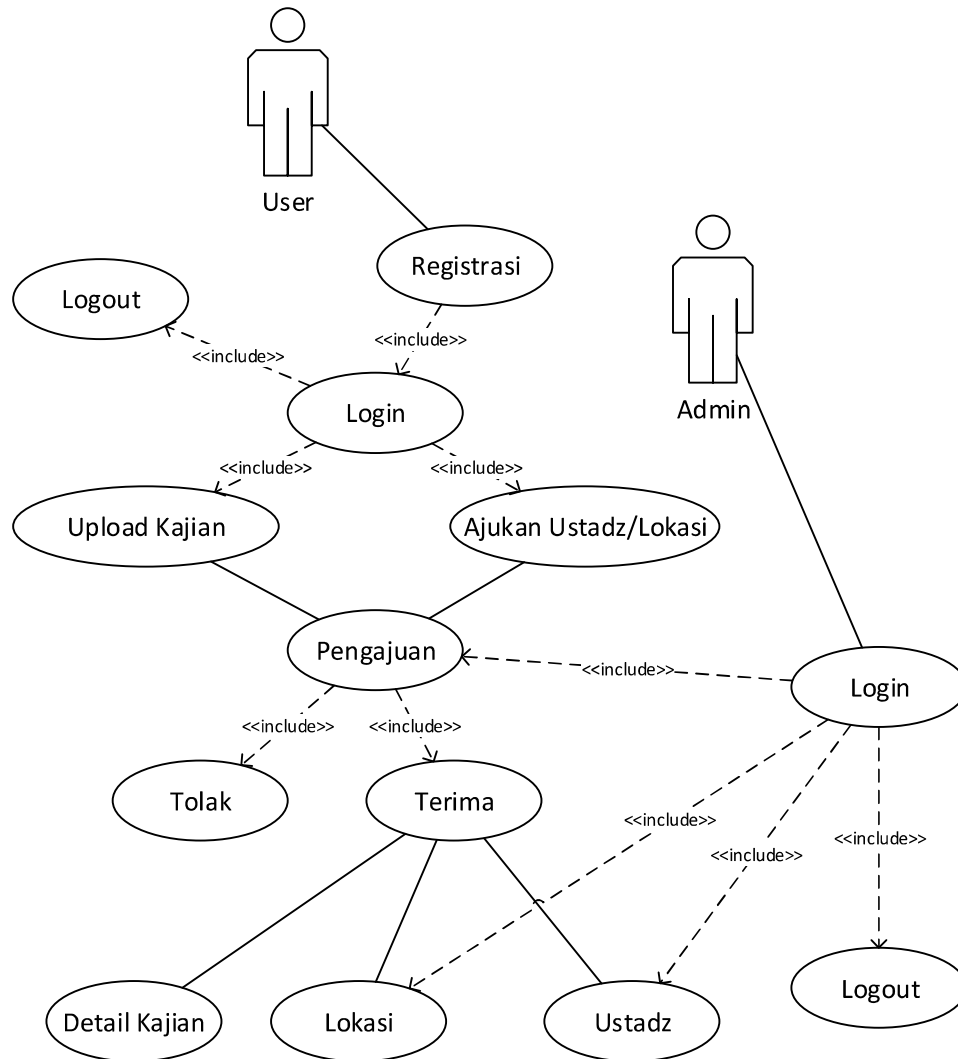 User
Registrasi
Logout
<<include>>
<<include>>
Login
Admin
<<include>>
<<include>>
Upload Kajian
Ajukan Ustadz/Lokasi
Pengajuan
<<include>>
Login
<<include>>
<<include>>
Tolak
Terima
<<include>>
<<include>>
<<include>>
Logout
Detail Kajian
Lokasi
Ustadz